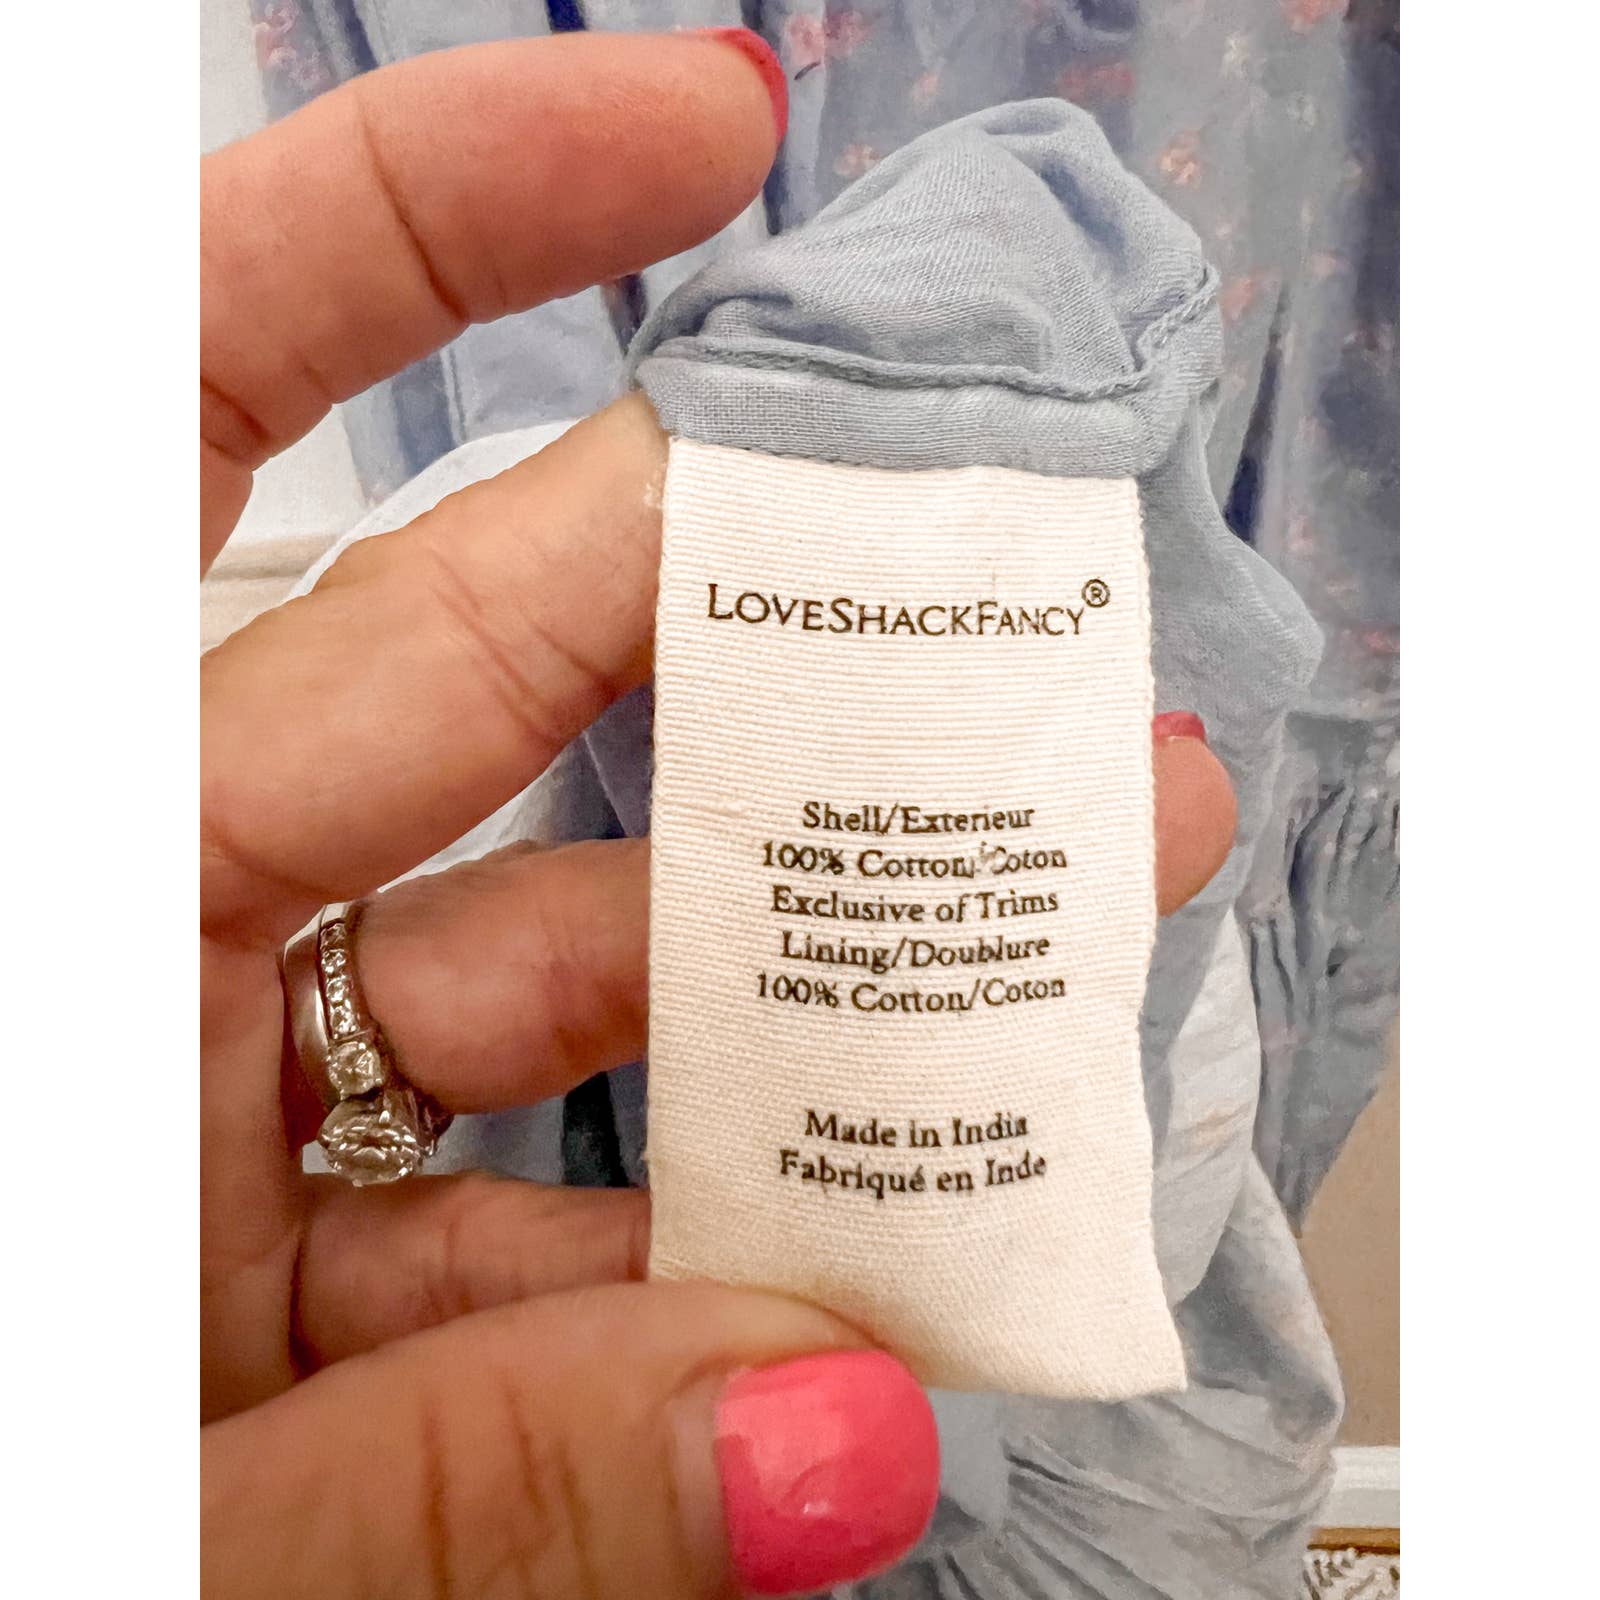 LOVESHACKFANCY®
Shell/Exterieur
100% Cotton/Coton
Exclusive of Trims
Lining/Doublure
100% Cotton/Coton
Made in India
Fabriqué en Inde